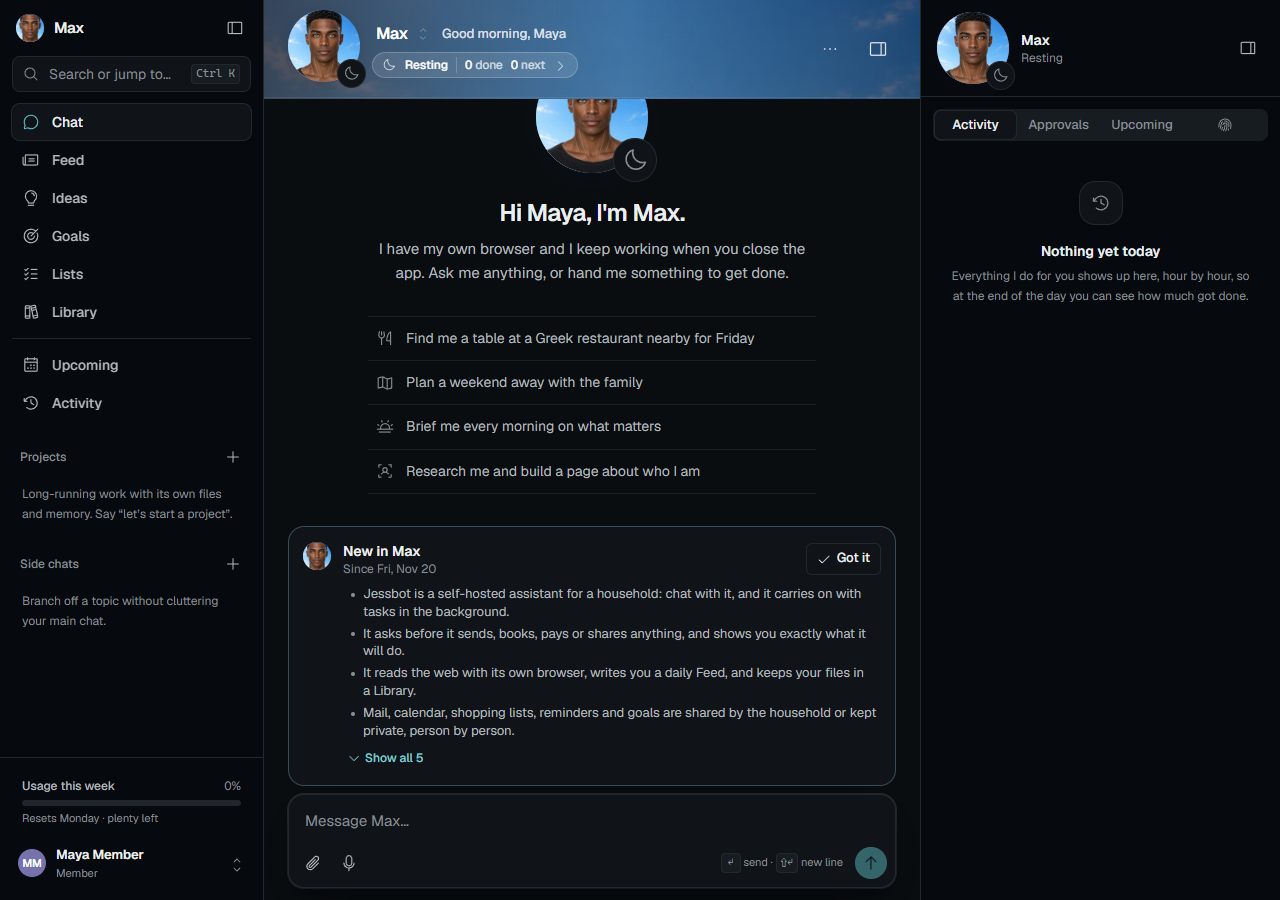 Max
Search or jump to...
Ctrl K
Chat
Feed
Ideas
Goals
Lists
Library
Upcoming
Activity
Projects
Long-running work with its own files
and memory. Say “let’s start a project”.
Side chats
Branch off a topic without cluttering
your main chat.
Usage this week
0%
Resets Monday · plenty left
MM
Maya Member
Member
Max
Good morning, Maya
Resting
0 done 0 next
Hi Maya, I'm Max.
I have my own browser and I keep working when you close the
app. Ask me anything, or hand me something to get done.
Find me a table at a Greek restaurant nearby for Friday
Plan a weekend away with the family
Brief me every morning on what matters
Research me and build a page about who I am
New in Max
Since Fri, Nov 20
Got it
Jessbot is a self-hosted assistant for a household: chat with it, and it carries on with
tasks in the background.
It asks before it sends, books, pays or shares anything, and shows you exactly what it
will do.
It reads the web with its own browser, writes you a daily Feed, and keeps your files in
a Library.
Mail, calendar, shopping lists, reminders and goals are shared by the household or kept
private, person by person.
Show all 5
Message Max...
↵ send · ⇧↵ new line
Max
Resting
Activity
Approvals
Upcoming
Nothing yet today
Everything I do for you shows up here, hour by hour, so
at the end of the day you can see how much got done.